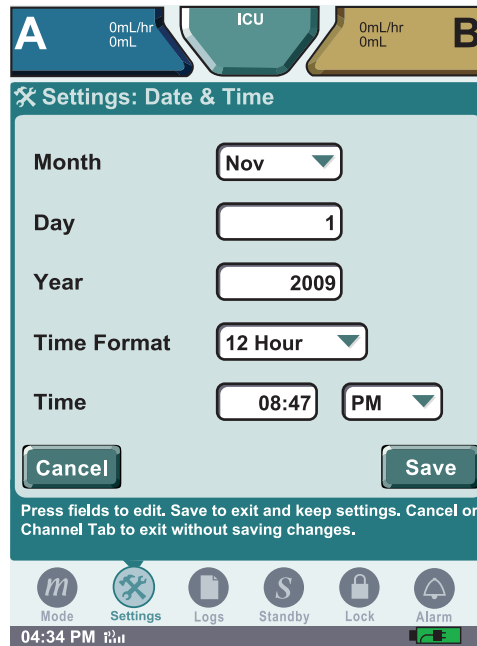 A
0mL/hr
0mL
ICU
0mL/hr
0mL
B
Settings: Date & Time
Month
Nov
Day
1
Year
2009
Time Format
12 Hour
Time
08:47
PM
Cancel
Save
Press fields to edit. Save to exit and keep settings. Cancel or
Channel Tab to exit without saving changes.
m
S
Mode
Settings
Logs
Standby
Lock
Alarm
04:34 PM